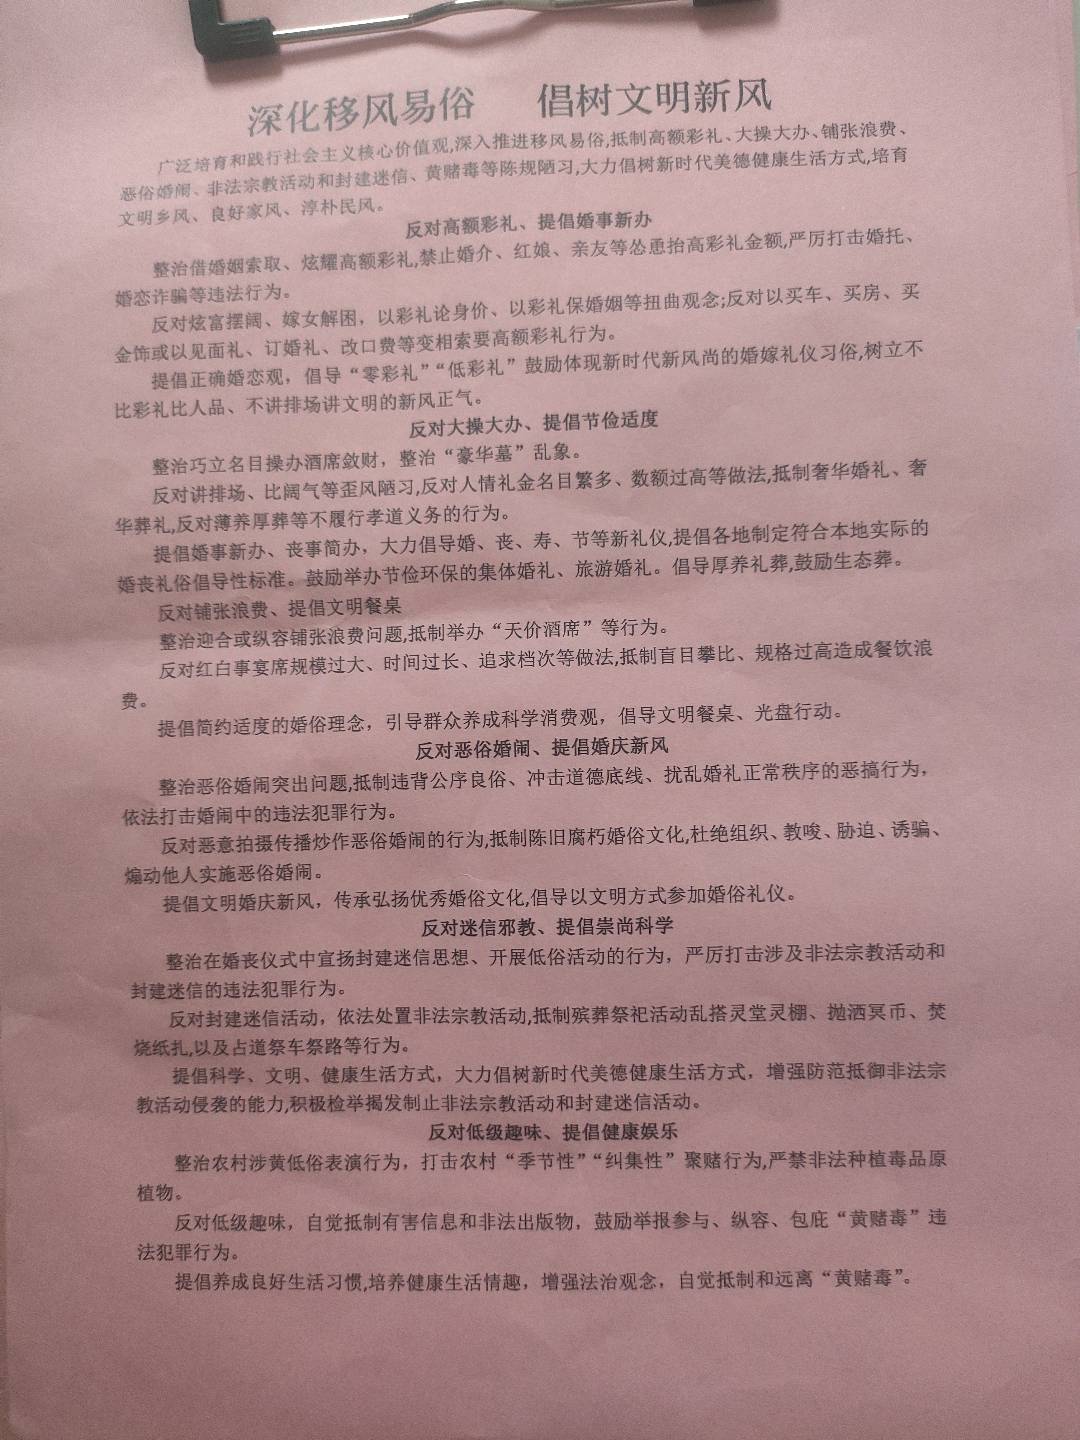 深化移风易俗 倡树文明新风
广泛培育和践行社会主义核心价值观,深入推进移风易俗,抵制高额彩礼、大操大办、铺张浪费、
恶俗婚闹、非法宗教活动和封建迷信、黄赌毒等陈规陋习,大力倡树新时代美德健康生活方式,培育
文明乡风、良好家风、淳朴民风。
反对高额彩礼、提倡婚事新办
整治借婚姻索取、炫耀高额彩礼,禁止婚介、红娘、亲友等怂恿抬高彩礼金额,严厉打击婚托、
婚恋诈骗等违法行为。
反对炫富摆阔、嫁女解困，以彩礼论身价、以彩礼保婚姻等扭曲观念;反对以买车、买房、买
金饰或以见面礼、订婚礼、改口费等变相索要高额彩礼行为。
提倡正确婚恋观，倡导“零彩礼”“低彩礼”鼓励体现新时代新风尚的婚嫁礼仪习俗,树立不
比彩礼比人品、不讲排场讲文明的新风正气。
反对大操大办、提倡节俭适度
整治巧立名目操办酒席敛财，整治“豪华墓”乱象。
反对讲排场、比阔气等歪风陋习,反对人情礼金名目繁多、数额过高等做法,抵制奢华婚礼、奢
华葬礼,反对薄养厚葬等不履行孝道义务的行为。
提倡婚事新办、丧事简办，大力倡导婚、丧、寿、节等新礼仪,提倡各地制定符合本地实际的
婚丧礼俗倡导性标准。鼓励举办节俭环保的集体婚礼、旅游婚礼。倡导厚养礼葬,鼓励生态葬。
反对铺张浪费、提倡文明餐桌
整治迎合或纵容铺张浪费问题,抵制举办“天价酒席”等行为。
反对红白事宴席规模过大、时间过长、追求档次等做法,抵制盲目攀比、规格过高造成餐饮浪
费。
提倡简约适度的婚俗理念，引导群众养成科学消费观，倡导文明餐桌、光盘行动。
反对恶俗婚闹、提倡婚庆新风
整治恶俗婚闹突出问题,抵制违背公序良俗、冲击道德底线、扰乱婚礼正常秩序的恶搞行为，
依法打击婚闹中的违法犯罪行为。
反对恶意拍摄传播炒作恶俗婚闹的行为,抵制陈旧腐朽婚俗文化,杜绝组织、教唆、胁迫、诱骗、
煽动他人实施恶俗婚闹。
提倡文明婚庆新风，传承弘扬优秀婚俗文化,倡导以文明方式参加婚俗礼仪。
反对迷信邪教、提倡崇尚科学
整治在婚丧仪式中宣扬封建迷信思想、开展低俗活动的行为，严厉打击涉及非法宗教活动和
封建迷信的违法犯罪行为。
反对封建迷信活动，依法处置非法宗教活动,抵制殡葬祭祀活动乱搭灵堂灵棚、抛洒冥币、焚
烧纸扎,以及占道祭车祭路等行为。
提倡科学、文明、健康生活方式，大力倡树新时代美德健康生活方式，增强防范抵御非法宗
教活动侵袭的能力,积极检举揭发制止非法宗教活动和封建迷信活动。
反对低级趣味、提倡健康娱乐
整治农村涉黄低俗表演行为，打击农村“季节性”“纠集性”聚赌行为,严禁非法种植毒品原
植物。
反对低级趣味，自觉抵制有害信息和非法出版物，鼓励举报参与、纵容、包庇“黄赌毒”违
法犯罪行为。
提倡养成良好生活习惯,培养健康生活情趣，增强法治观念，自觉抵制和远离“黄赌毒”。